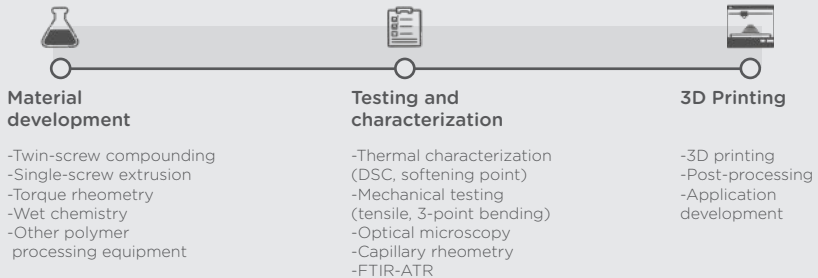 Material
development
-Twin-screw compounding
-Single-screw extrusion
-Torque rheometry
-Wet chemistry
-Other polymer
processing equipment
Testing and
characterization
-Thermal characterization
(DSC, softening point)
-Mechanical testing
(tensile, 3-point bending)
-Optical microscopy
-Capillary rheometry
-FTIR-ATR
3D Printing
-3D printing
-Post-processing
-Application
development